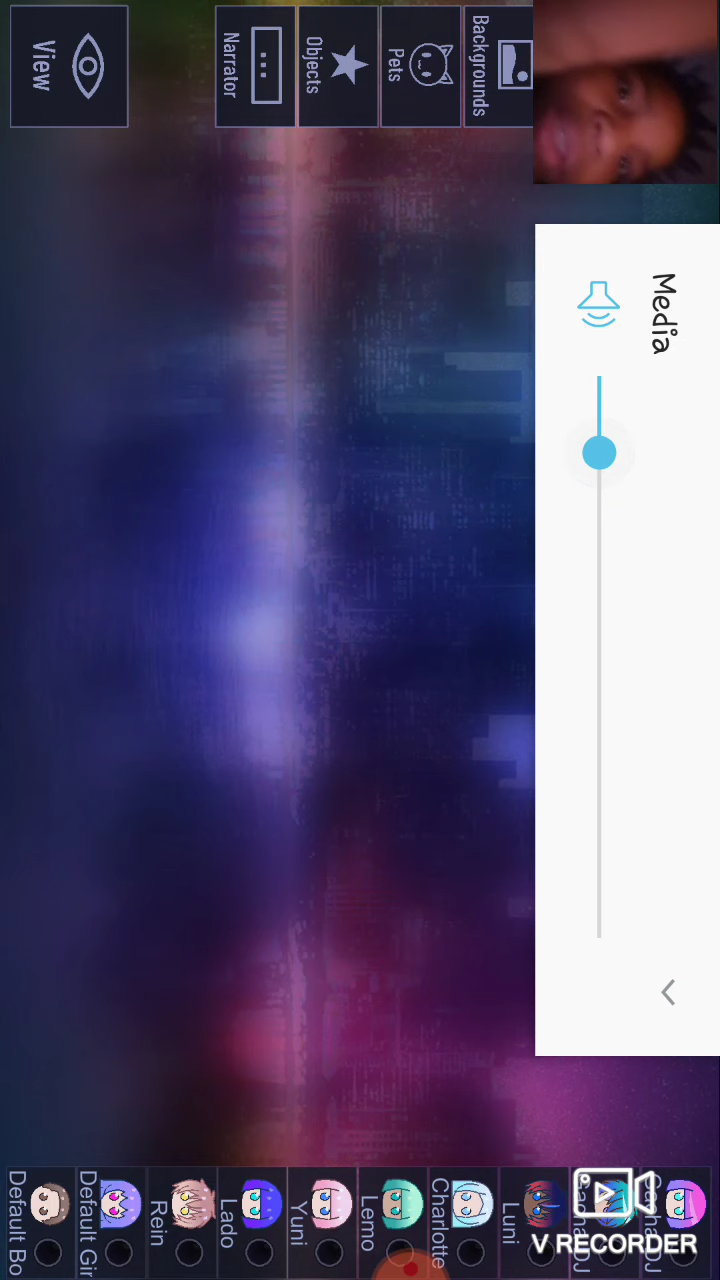 Media
Backgrounds
Pets
Objects
Narrator
...
View
Luni
Charlotte
Lemo
Yuni
Lado
Rein
Default Gir
Default Bo
V RECORDER